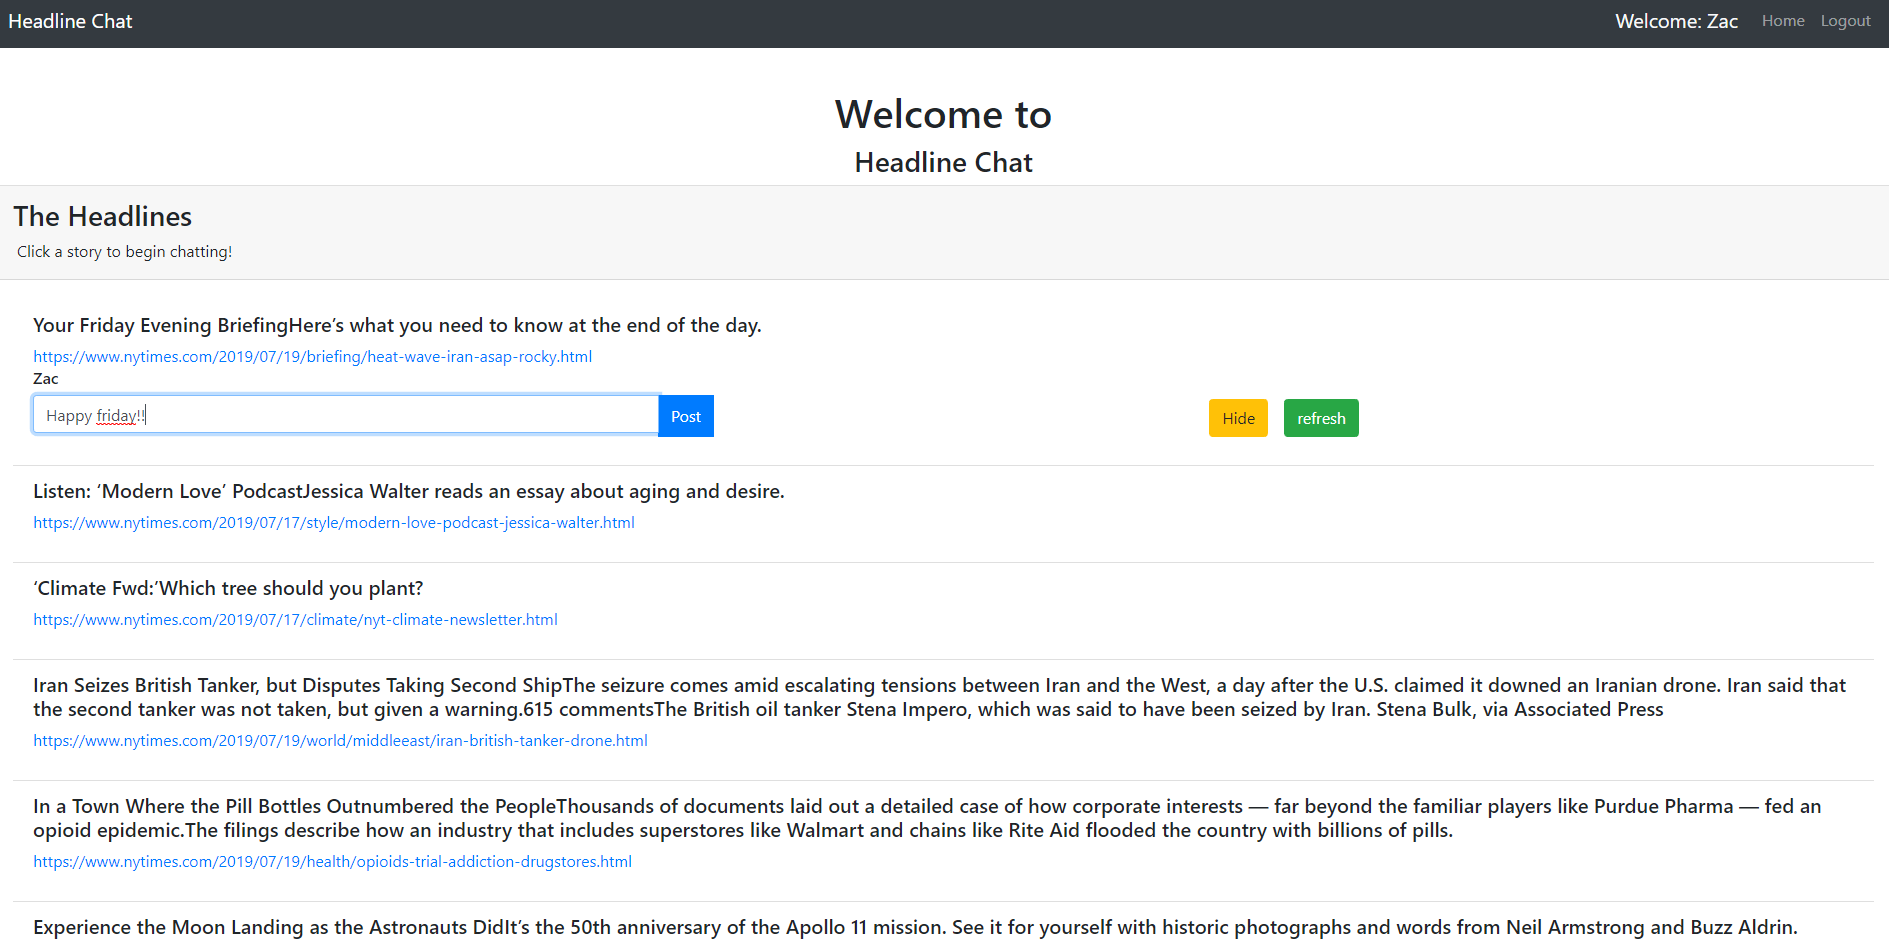 Headline Chat
Welcome: Zac Home Logout
Welcome to
Headline Chat
The Headlines
Click a story to begin chatting!
Your Friday Evening BriefingHere’s what you need to know at the end of the day.
https://www.nytimes.com/2019/07/19/briefing/heat-wave-iran-asap-rocky.html
Zac
Happy friday!! Post Hide refresh
Listen: ‘Modern Love’ PodcastJessica Walter reads an essay about aging and desire.
https://www.nytimes.com/2019/07/17/style/modern-love-podcast-jessica-walter.html
‘Climate Fwd:’Which tree should you plant?
https://www.nytimes.com/2019/07/17/climate/nyt-climate-newsletter.html
Iran Seizes British Tanker, but Disputes Taking Second ShipThe seizure comes amid escalating tensions between Iran and the West, a day after the U.S. claimed it downed an Iranian drone. Iran said that
the second tanker was not taken, but given a warning.615 commentsThe British oil tanker Stena Impero, which was said to have been seized by Iran. Stena Bulk, via Associated Press
https://www.nytimes.com/2019/07/19/world/middleeast/iran-british-tanker-drone.html
In a Town Where the Pill Bottles Outnumbered the PeopleThousands of documents laid out a detailed case of how corporate interests — far beyond the familiar players like Purdue Pharma — fed an
opioid epidemic.The filings describe how an industry that includes superstores like Walmart and chains like Rite Aid flooded the country with billions of pills.
https://www.nytimes.com/2019/07/19/health/opioids-trial-addiction-drugstores.html
Experience the Moon Landing as the Astronauts DidIt’s the 50th anniversary of the Apollo 11 mission. See it for yourself with historic photographs and words from Neil Armstrong and Buzz Aldrin.